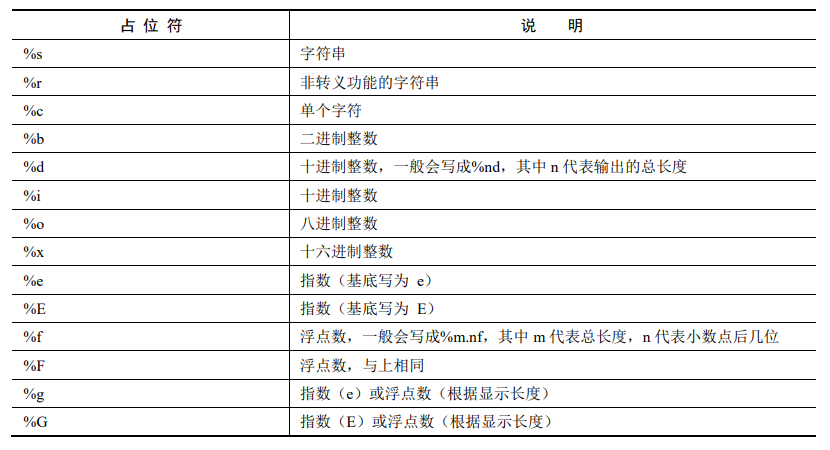 占 位 符 说 明
%s 字符串
%r 非转义功能的字符串
%c 单个字符
%b 二进制整数
%d 十进制整数，一般会写成%nd，其中 n 代表输出的总长度
%i 十进制整数
%o 八进制整数
%x 十六进制整数
%e 指数（基底写为 e）
%E 指数（基底写为 E）
%f 浮点数，一般会写成%m.nf，其中 m 代表总长度，n 代表小数点后几位
%F 浮点数，与上相同
%g 指数（e）或浮点数（根据显示长度）
%G 指数（E）或浮点数（根据显示长度）